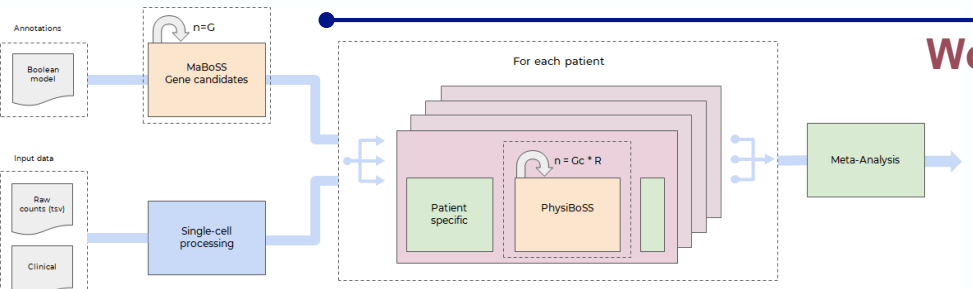 Annotations
Boolean
model
n=G
MaBoSS
Gene candidates
Input data
Raw
counts (tsv)
Clinical
Single-cell
processing
For each patient
n = Gc * R
Patient
specific
PhysiBoSS
Meta-Analysis